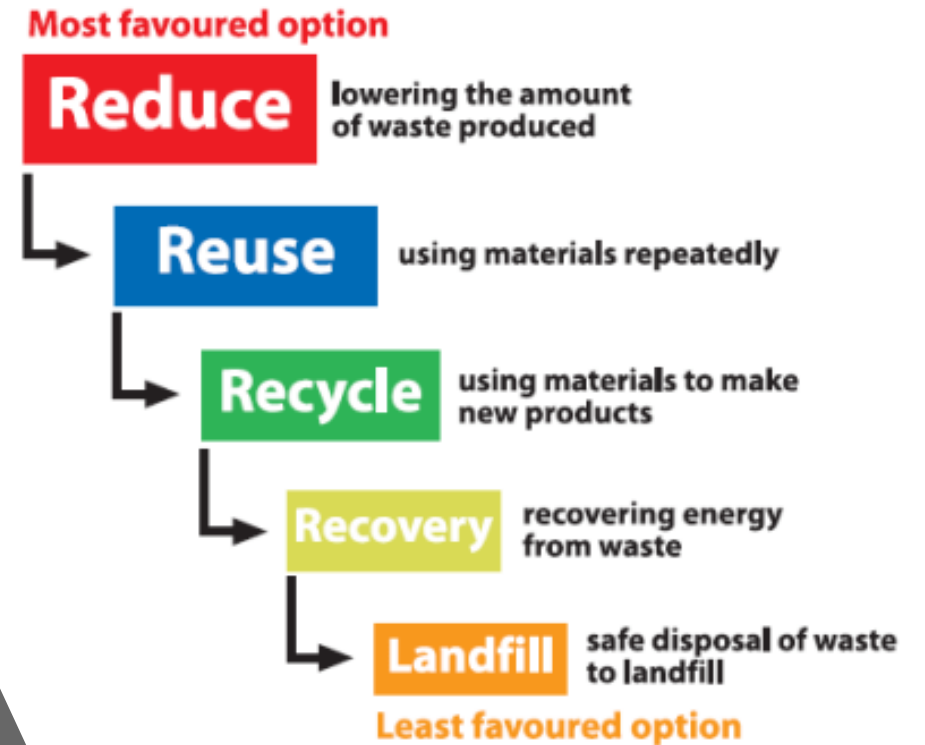 Most favoured option
Reduce
lowering the amount
of waste produced
Reuse
using materials repeatedly
Recycle
using materials to make
new products
Recovery
recovering energy
from waste
Landfill
safe disposal of waste
to landfill
Least favoured option